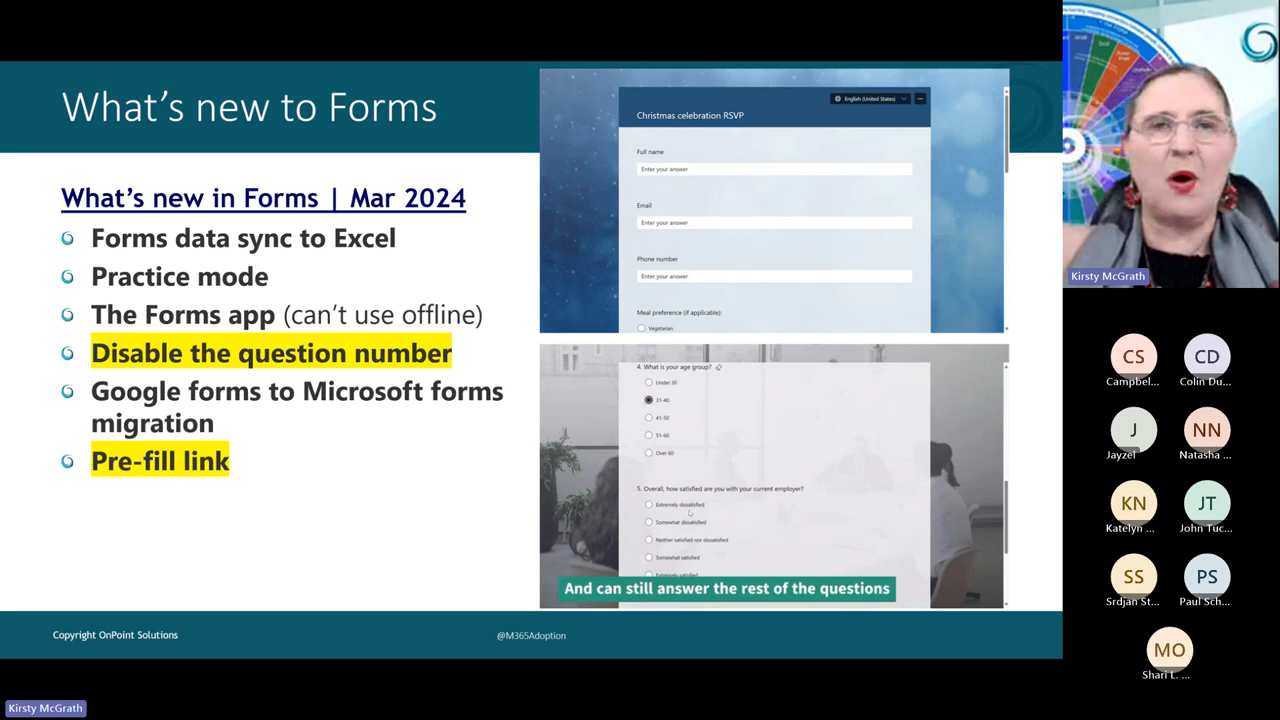 What's new to Forms
What's new in Forms | Mar 2024
Forms data sync to Excel
Practice mode
The Forms app (can't use offline)
Disable the question number
Google forms to Microsoft forms
migration
Pre-fill link
English (United States)
Christmas celebration RSVP
Full name
Enter your answer
Email
Enter your answer
Phone number
Enter your answer
Meal preference (if applicable):
Vegetarian
4. What is your age group?
Under 30
31-40
41-50
51-60
Over 60
5. Overall, how satisfied are you with your current employer?
Extremely dissatisfied
Somewhat dissatisfied
Neither satisfied nor dissatisfied
Somewhat satisfied
Extremely satisfied
And can still answer the rest of the questions
Copyright OnPoint Solutions
@M365Adoption
Kirsty McGrath
Kirsty McGrath
CS
Campbel...
CD
Colin Du...
J
Jayzel
NN
Natasha ...
KN
Katelyn ...
JT
John Tuc...
SS
Srdjan St...
PS
Paul Sch...
MO
Shari L. ...